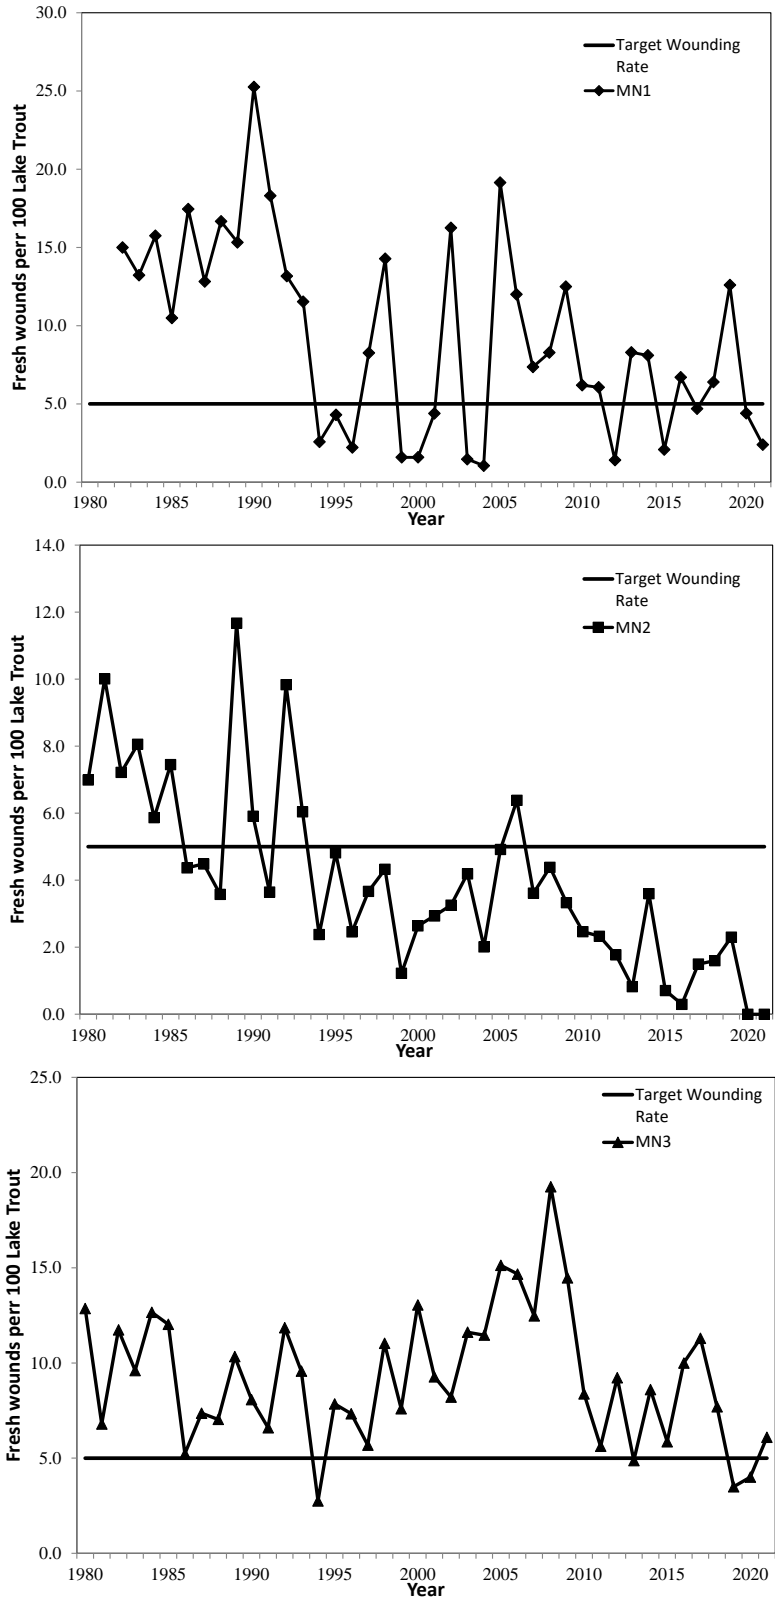 30.0
25.0
20.0
15.0
10.0
5.0
0.0
Fresh wounds perr 100 Lake Trout
Target Wounding
Rate
MN1
1980 1985 1990 1995 2000 2005 2010 2015 2020
Year
14.0
12.0
10.0
8.0
6.0
4.0
2.0
0.0
Fresh wounds perr 100 Lake Trout
Target Wounding
Rate
MN2
1980 1985 1990 1995 2000 2005 2010 2015 2020
Year
25.0
20.0
15.0
10.0
5.0
0.0
Fresh wounds perr 100 Lake Trout
Target Wounding
Rate
MN3
1980 1985 1990 1995 2000 2005 2010 2015 2020
Year